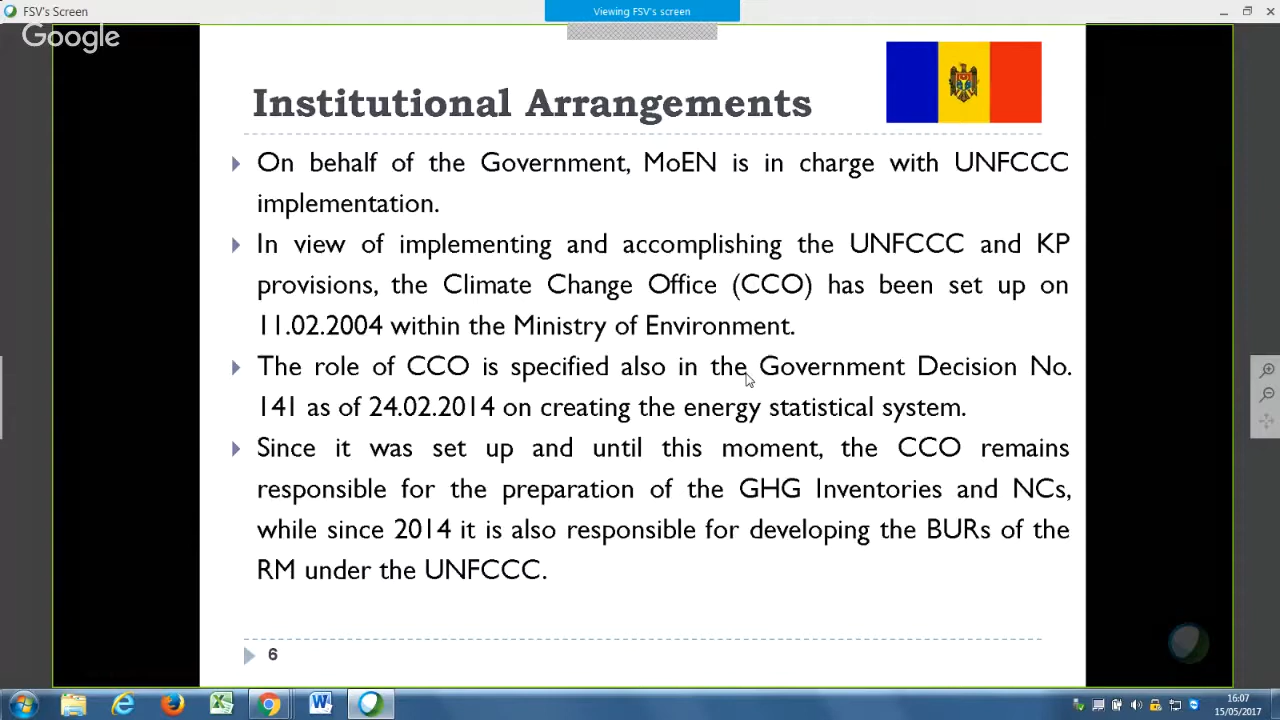 FSV's Screen
Viewing FSV's screen
Google
Institutional Arrangements
On behalf of the Government, MoEN is in charge with UNFCCC
implementation.
In view of implementing and accomplishing the UNFCCC and KP
provisions, the Climate Change Office (CCO) has been set up on
11.02.2004 within the Ministry of Environment.
The role of CCO is specified also in the Government Decision No.
141 as of 24.02.2014 on creating the energy statistical system.
Since it was set up and until this moment, the CCO remains
responsible for the preparation of the GHG Inventories and NCs,
while since 2014 it is also responsible for developing the BURs of the
RM under the UNFCCC.
6
16:07
15/05/2017